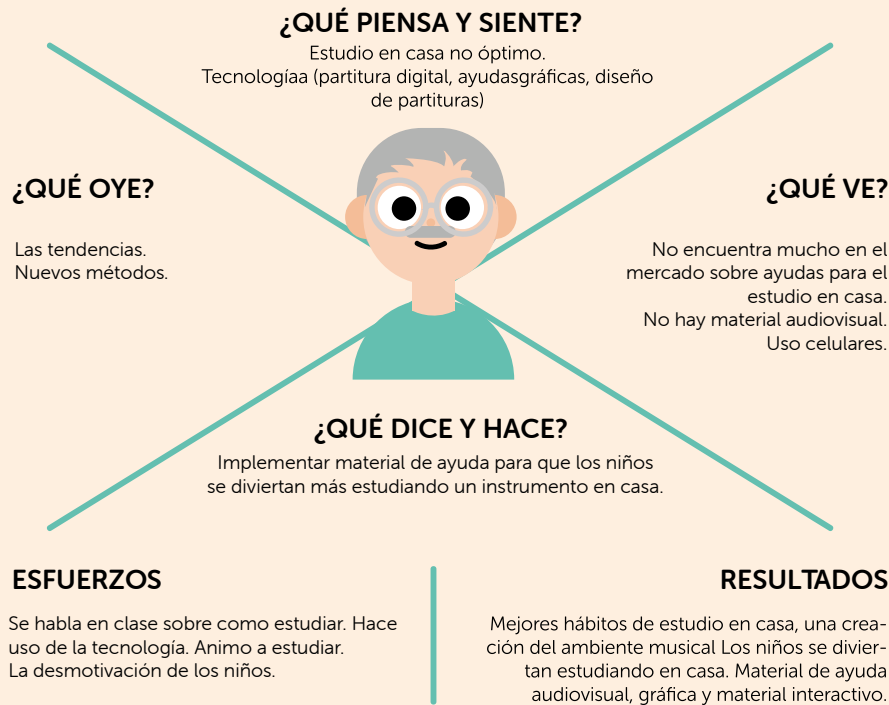 ¿QUÉ PIENSA Y SIENTE?
Estudio en casa no óptimo.
Tecnologíaa (partitura digital, ayudasgráficas, diseño
de partituras)
¿QUÉ OYE?
Las tendencias.
Nuevos métodos.
¿QUÉ VE?
No encuentra mucho en el
mercado sobre ayudas para el
estudio en casa.
No hay material audiovisual.
Uso celulares.
¿QUÉ DICE Y HACE?
Implementar material de ayuda para que los niños
se diviertan más estudiando un instrumento en casa.
ESFUERZOS
Se habla en clase sobre como estudiar. Hace
uso de la tecnología. Animo a estudiar.
La desmotivación de los niños.
RESULTADOS
Mejores hábitos de estudio en casa, una crea-
ción del ambiente musical Los niños se divier-
tan estudiando en casa. Material de ayuda
audiovisual, gráfica y material interactivo.